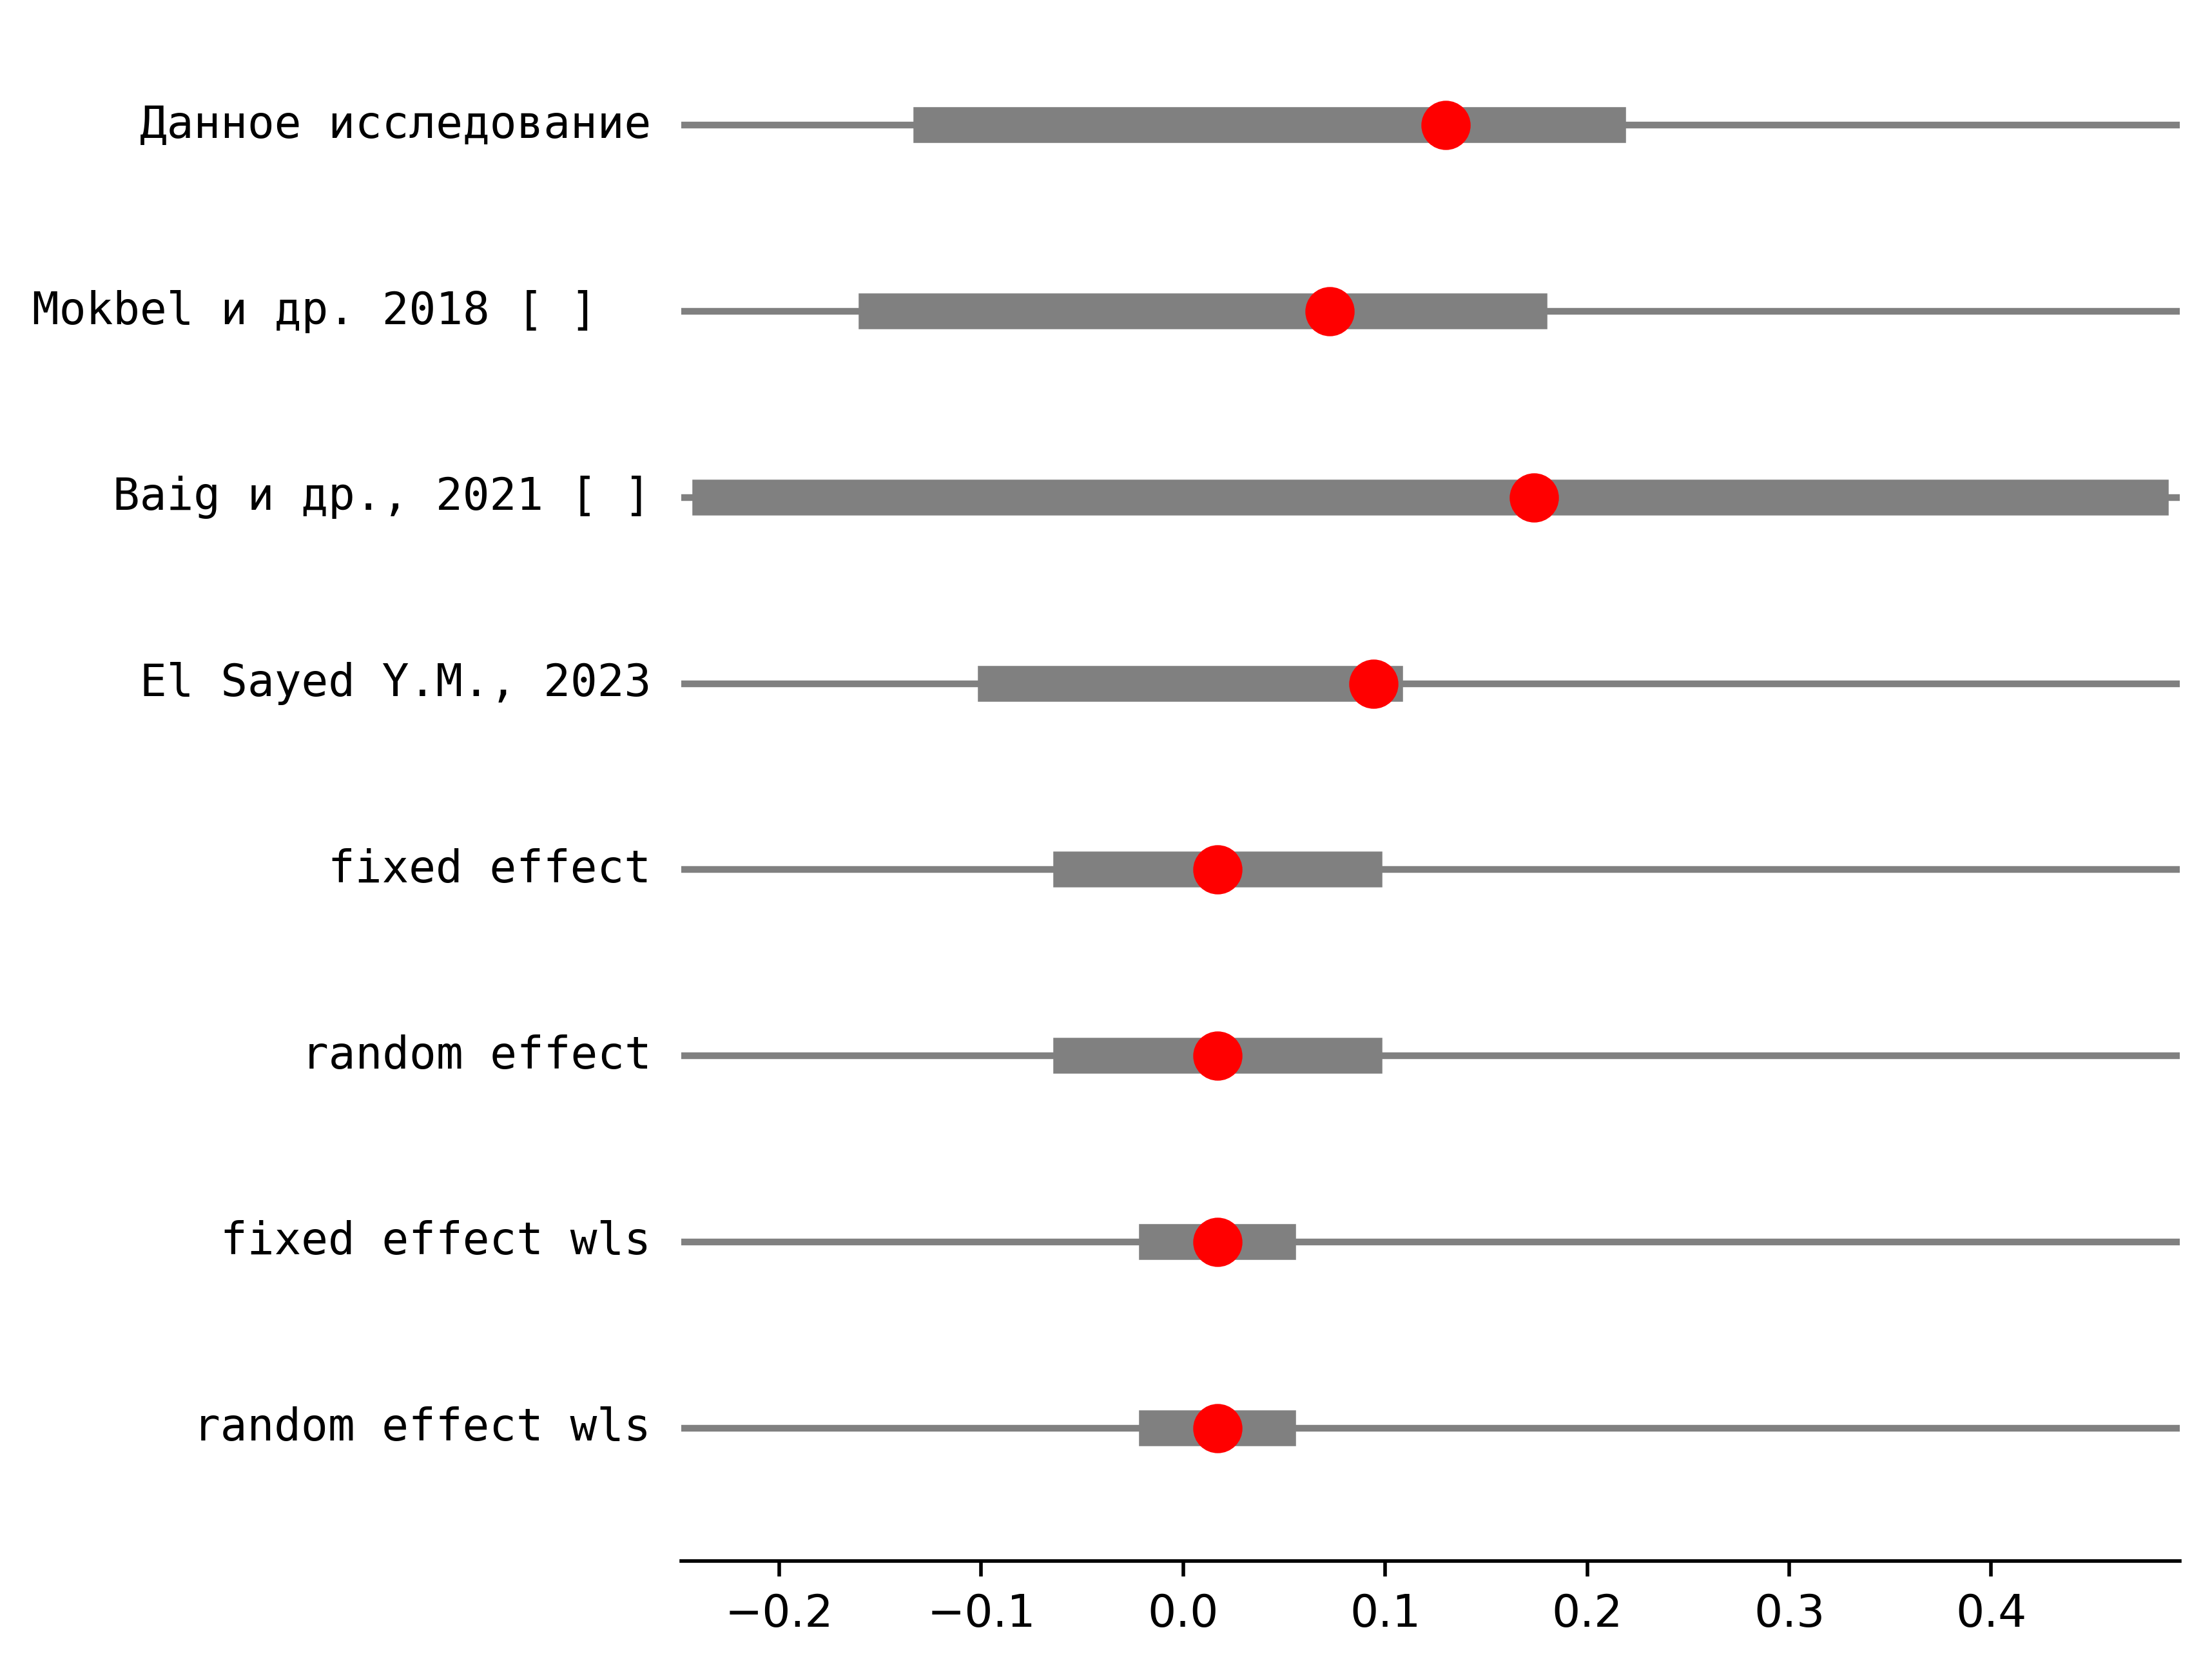 Данное исследование
Mokbel и др. 2018 [ ]
Baig и др., 2021 [ ]
El Sayed Y.M., 2023
fixed effect
random effect
fixed effect wls
random effect wls
−0.2 −0.1 0.0 0.1 0.2 0.3 0.4